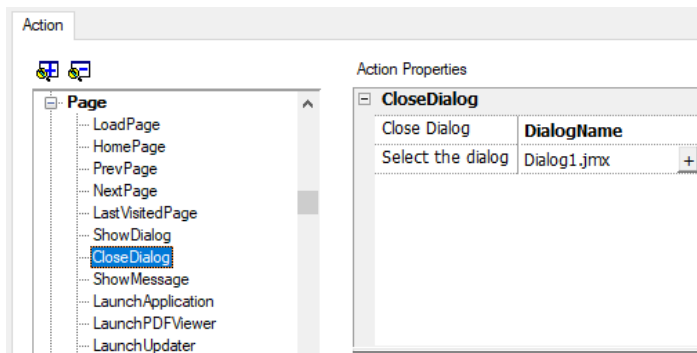 Action
Action Properties
Page
LoadPage
HomePage
PrevPage
NextPage
LastVisitedPage
ShowDialog
CloseDialog
ShowMessage
LaunchApplication
LaunchPDFViewer
LaunchUpdater
CloseDialog
Close Dialog DialogName
Select the dialog Dialog1.jmx +